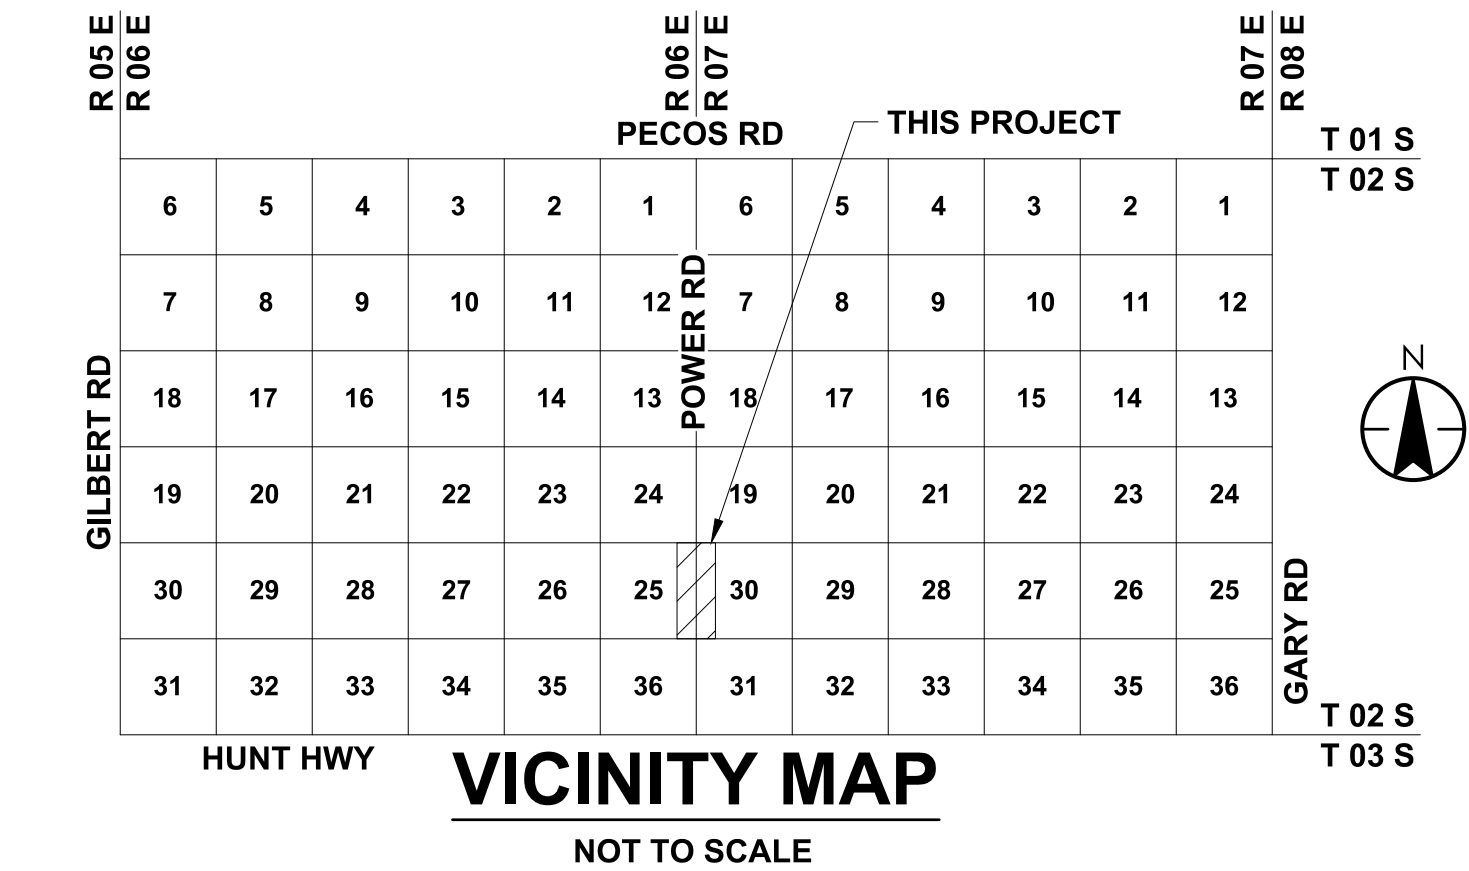 R 05 E
R 06 E
R 06 E
R 07 E
R 07 E
R 08 E
PECOS RD
THIS PROJECT
T 01 S
T 02 S
6 5 4 3 2 1 6 5 4 3 2 1
7 8 9 10 11 12 7 8 9 10 11 12
POWER RD
N
GILBERT RD
18 17 16 15 14 13 18 17 16 15 14 13
19 20 21 22 23 24 19 20 21 22 23 24
30 29 28 27 26 25 30 29 28 27 26 25
GARY RD
31 32 33 34 35 36 31 32 33 34 35 36
T 02 S
T 03 S
HUNT HWY
VICINITY MAP
NOT TO SCALE